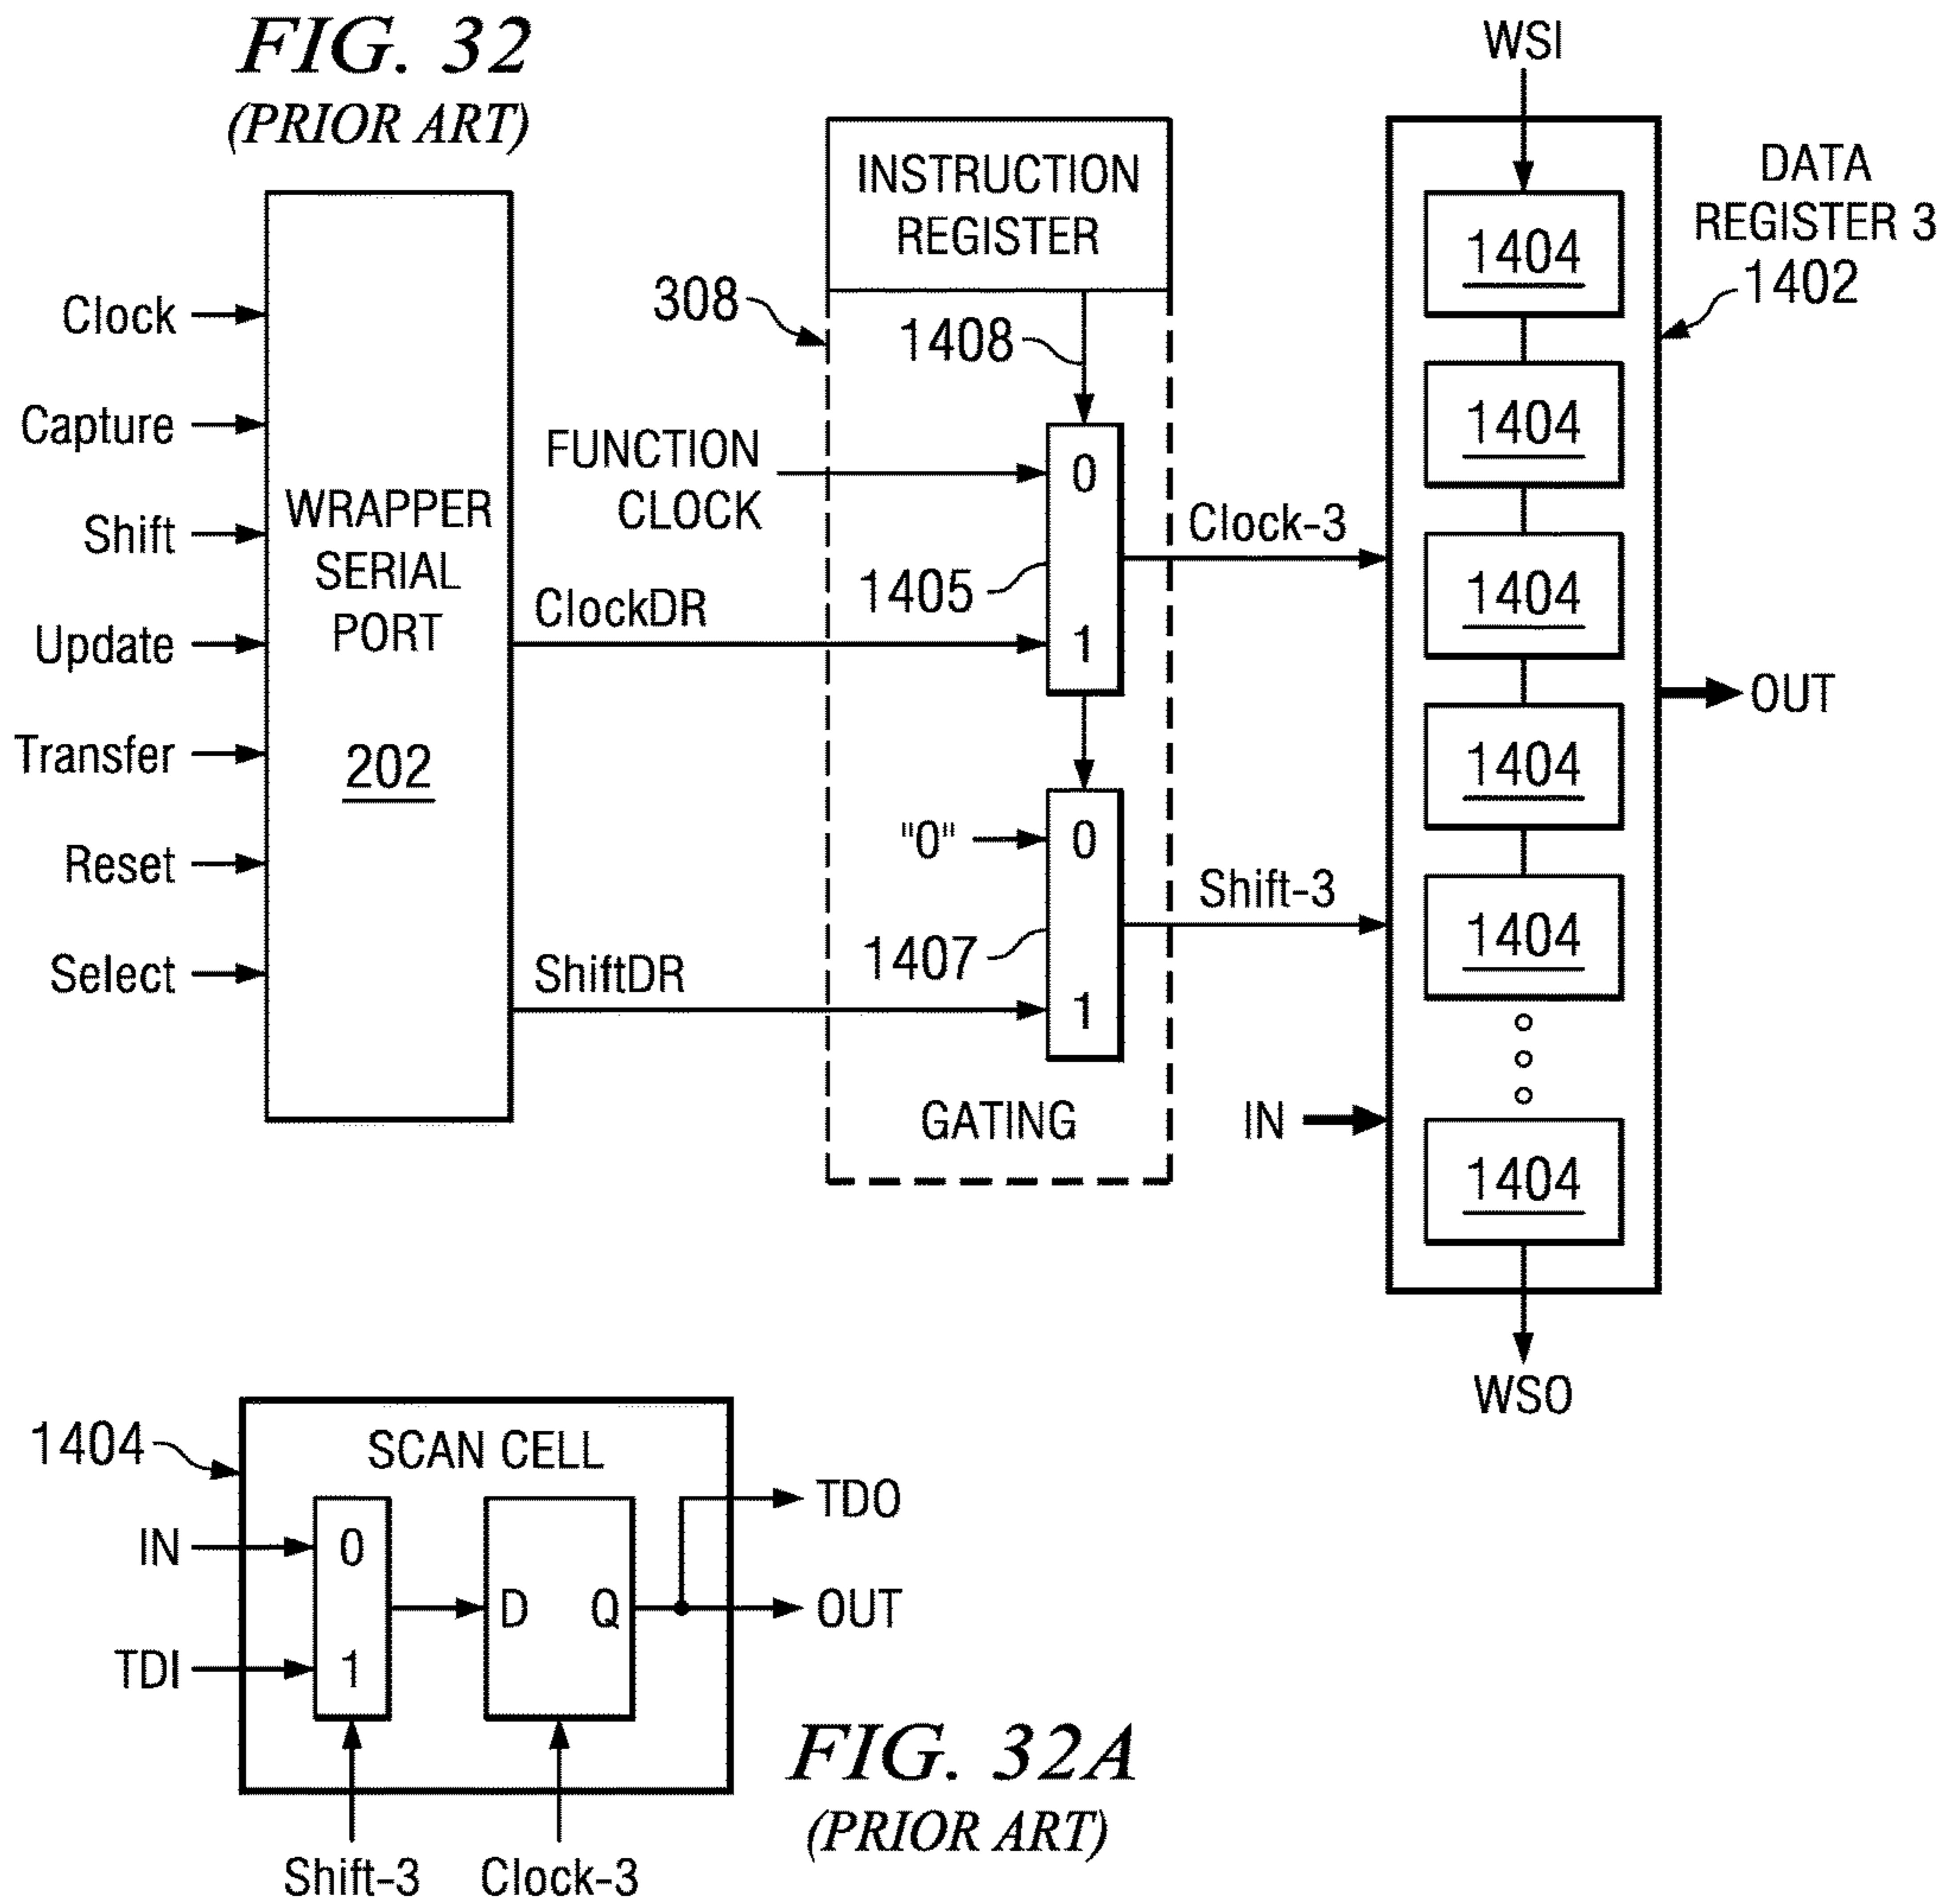 FIG. 32
(PRIOR ART)
Clock
Capture
Shift
Update
Transfer
Reset
Select
WRAPPER
SERIAL
PORT
202
FUNCTION
CLOCK
ClockDR
ShiftDR
INSTRUCTION
REGISTER
308
1408
0
1405
1
"0"
0
1407
1
GATING
Clock-3
Shift-3
IN
WSI
1404
1404
1404
1404
1404
1404
WSO
DATA
REGISTER 3
1402
OUT
1404
SCAN CELL
IN
TDI
0
1
D Q
TDO
OUT
Shift-3
Clock-3
FIG. 32A
(PRIOR ART)